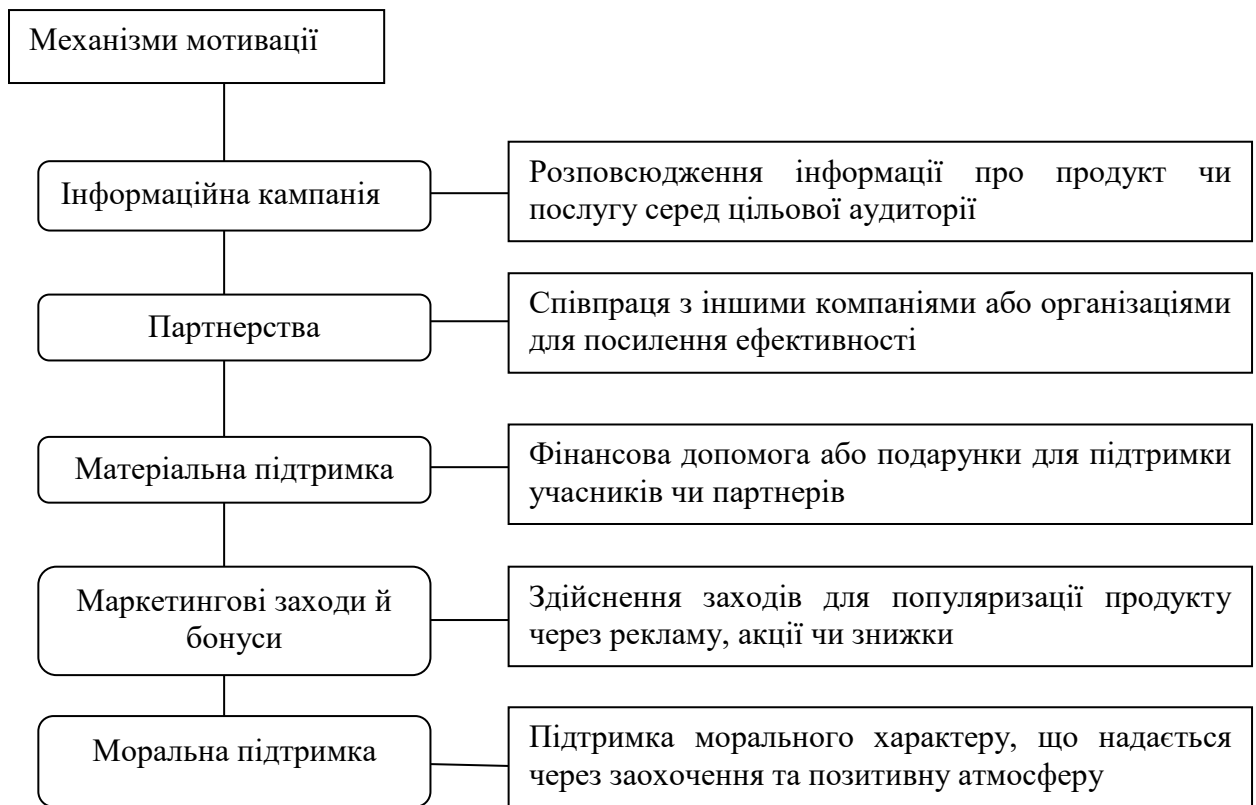 Механізми мотивації
Інформаційна кампанія
Розповсюдження інформації про продукт чи
послугу серед цільової аудиторії
Партнерства
Співпраця з іншими компаніями або організаціями
для посилення ефективності
Матеріальна підтримка
Фінансова допомога або подарунки для підтримки
учасників чи партнерів
Маркетингові заходи й
бонуси
Здійснення заходів для популяризації продукту
через рекламу, акції чи знижки
Моральна підтримка
Підтримка морального характеру, що надається
через заохочення та позитивну атмосферу